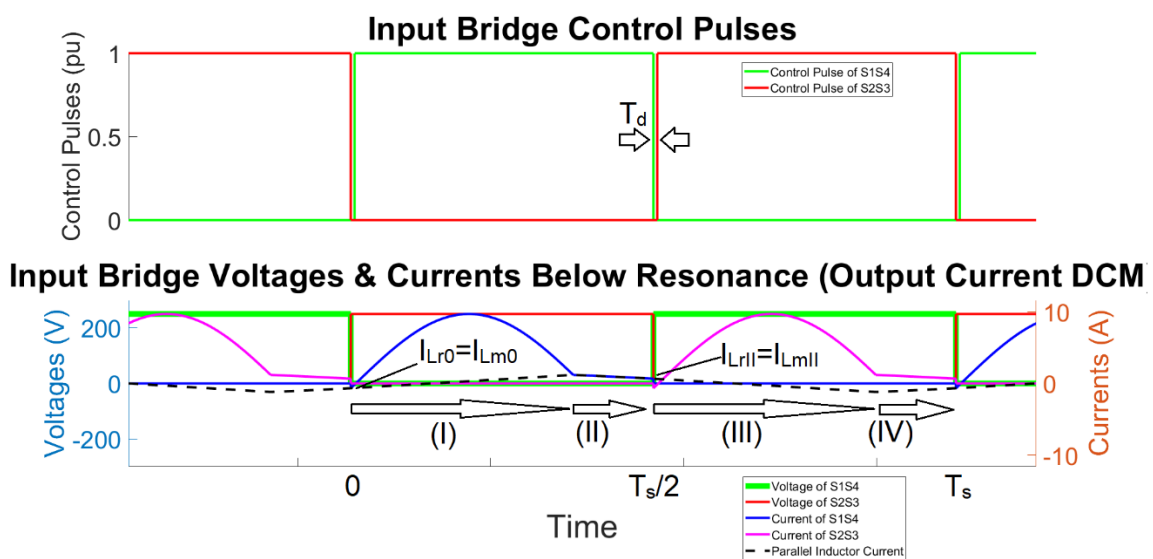 Input Bridge Control Pulses
Control Pulses (pu)
1
0.5
0
Control Pulse of S1S4
Control Pulse of S2S3
Td
Input Bridge Voltages & Currents Below Resonance (Output Current DCM)
Voltages (V)
200
0
-200
Currents (A)
10
0
-10
ILr0=ILm0
ILrII=ILmII
(I)
(II)
(III)
(IV)
0
Ts/2
Ts
Time
Voltage of S1S4
Voltage of S2S3
Current of S1S4
Current of S2S3
Parallel Inductor Current